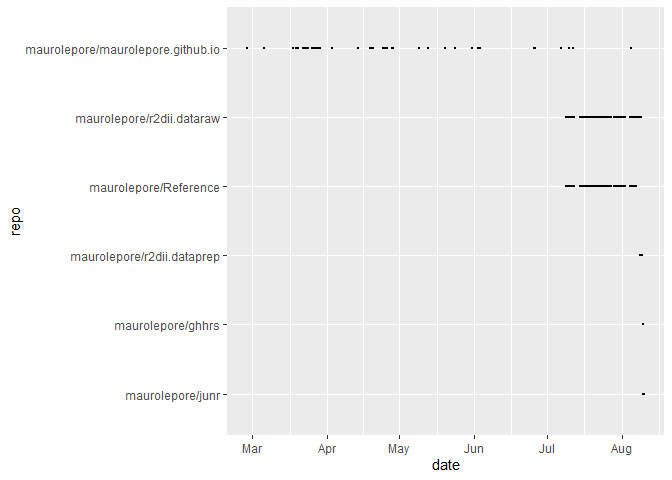 maurolepore/maurolepore.github.io
maurolepore/r2dii.dataraw
maurolepore/Reference
maurolepore/r2dii.dataprep
maurolepore/ghhrs
maurolepore/junr
repo
Mar Apr May Jun Jul Aug
date